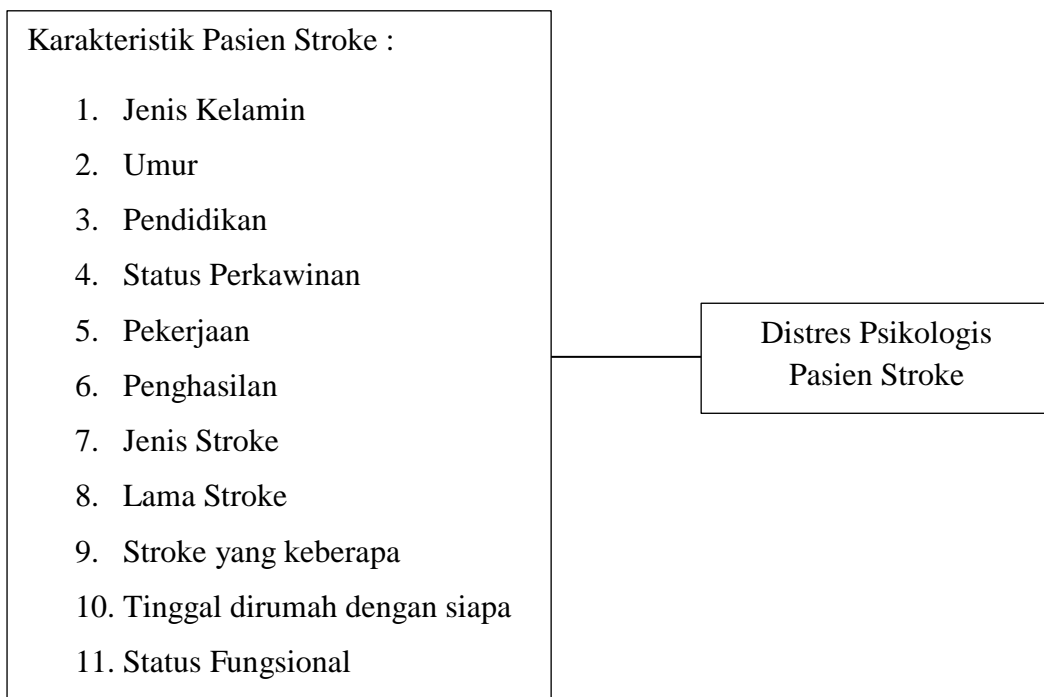 Karakteristik Pasien Stroke :
1. Jenis Kelamin
2. Umur
3. Pendidikan
4. Status Perkawinan
5. Pekerjaan
6. Penghasilan
7. Jenis Stroke
8. Lama Stroke
9. Stroke yang keberapa
10. Tinggal dirumah dengan siapa
11. Status Fungsional
Distres Psikologis
Pasien Stroke